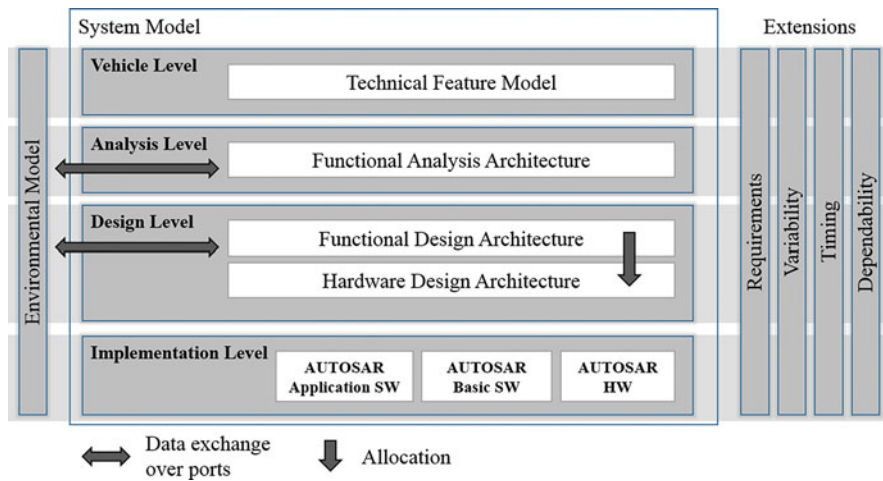 System Model
Extensions
Vehicle Level
Technical Feature Model
Analysis Level
Functional Analysis Architecture
Design Level
Functional Design Architecture
Hardware Design Architecture
Implementation Level
AUTOSAR
Application SW
AUTOSAR
Basic SW
AUTOSAR
HW
Environmental Model
Requirements
Variability
Timing
Dependability
Data exchange
over ports
Allocation